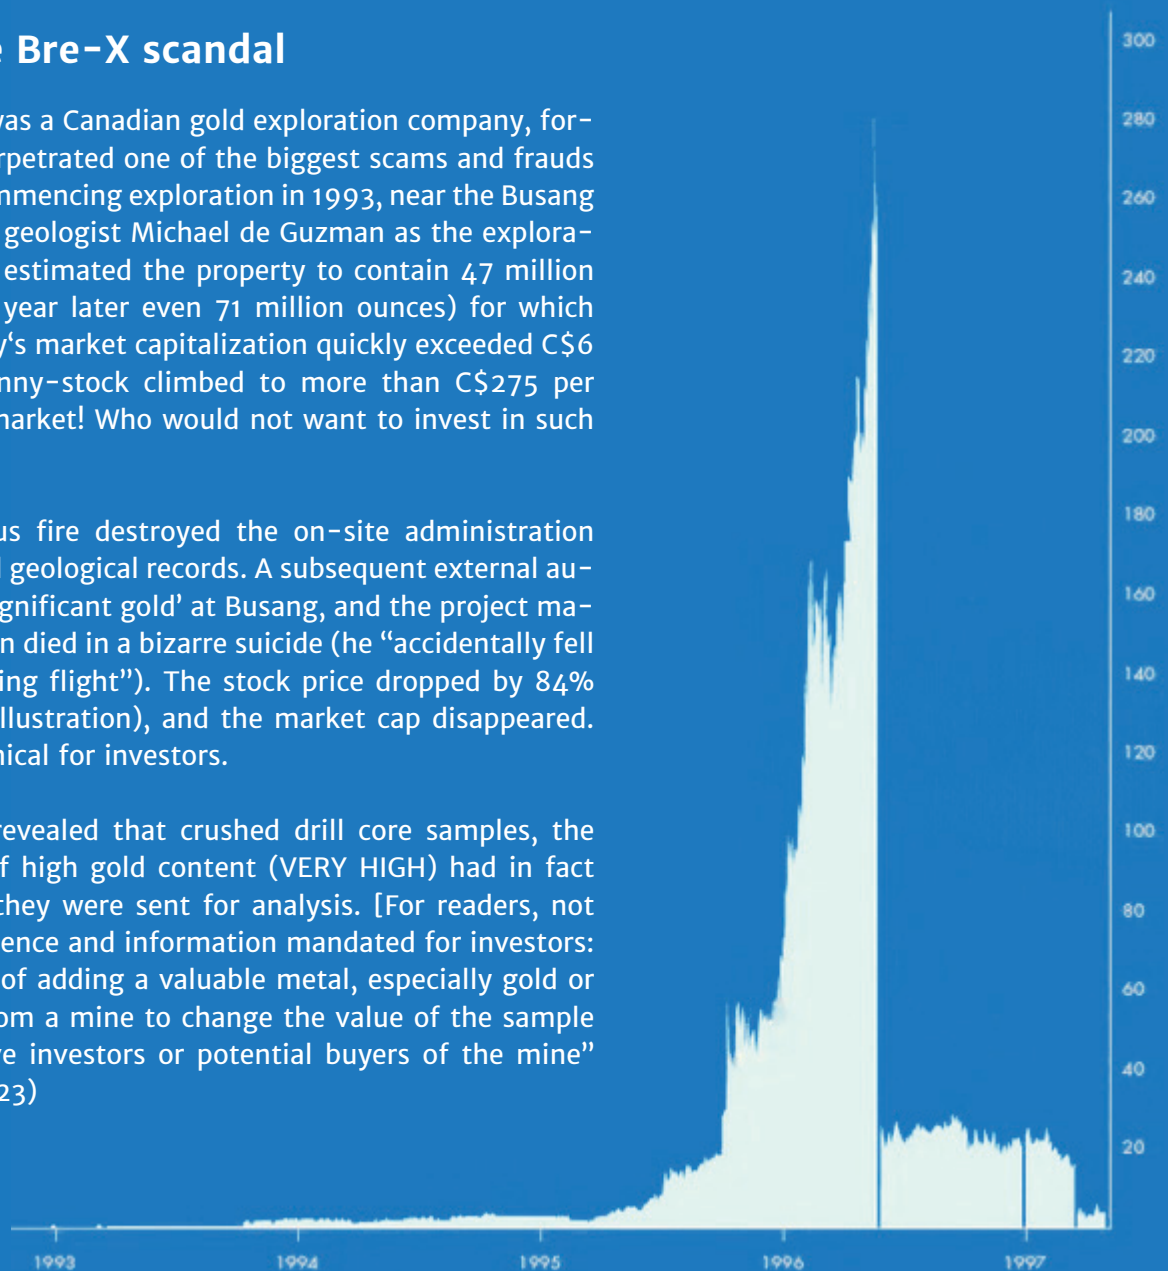 e Bre-X scandal
was a Canadian gold exploration company, for-
rpetrated one of the biggest scams and frauds
mmencing exploration in 1993, near the Busang
geologist Michael de Guzman as the explora-
estimated the property to contain 47 million
year later even 71 million ounces) for which
y‘s market capitalization quickly exceeded C$6
nny-stock climbed to more than C$275 per
market! Who would not want to invest in such
us fire destroyed the on-site administration
l geological records. A subsequent external au-
gnificant gold’ at Busang, and the project ma-
n died in a bizarre suicide (he “accidentally fell
ing flight”). The stock price dropped by 84%
llustration), and the market cap disappeared.
nical for investors.
revealed that crushed drill core samples, the
f high gold content (VERY HIGH) had in fact
they were sent for analysis. [For readers, not
ence and information mandated for investors:
of adding a valuable metal, especially gold or
om a mine to change the value of the sample
ve investors or potential buyers of the mine”
23)
300
280
260
240
220
200
180
160
140
120
100
80
60
40
20
1993 1994 1995 1996 1997